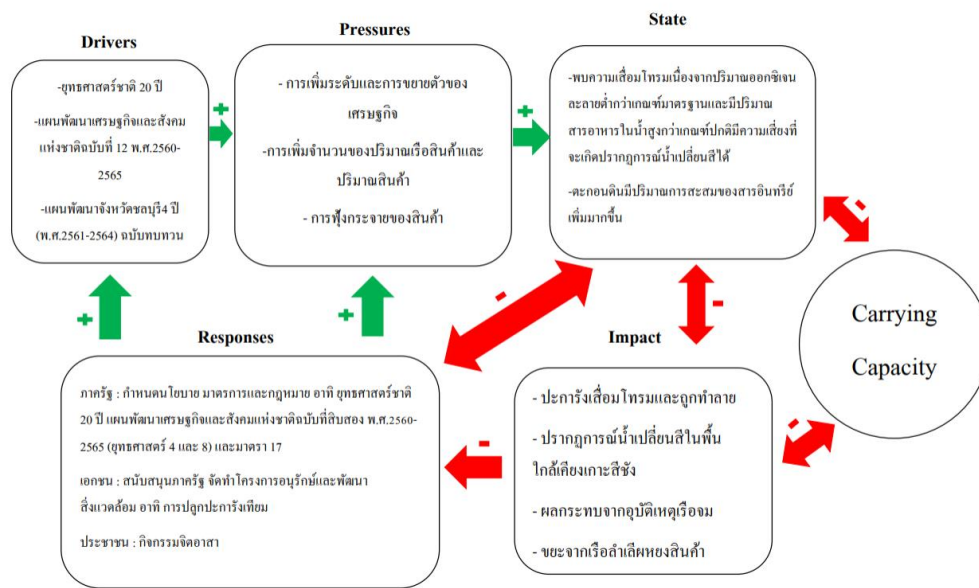 Drivers
-ยุทธศาสตร์ชาติ 20 ปี
-แผนพัฒนาเศรษฐกิจและสังคม
แห่งชาติฉบับที่ 12 พ.ศ.2560-
2565
-แผนพัฒนาจังหวัดชลบุรี4 ปี
(พ.ศ.2561-2564) ฉบับทบทวน
+
Pressures
- การเพิ่มระดับและการขยายตัวของ
เศรษฐกิจ
-การเพิ่มจำนวนของปริมาณเรือสินค้าและ
ปริมาณสินค้า
- การฟุ้งกระจายของสินค้า
+
State
-พบความเสื่อมโทรมเนื่องจากปริมาณออกซิเจน
ละลายต่ำกว่าเกณฑ์มาตรฐานและมีปริมาณ
สารอาหารในน้ำสูงกว่าเกณฑ์ปกติมีความเสี่ยงที่
จะเกิดปรากฏการณ์น้ำเปลี่ยนสีได้
-ตะกอนดินมีปริมาณการสะสมของสารอินทรีย์
เพิ่มมากขึ้น
-
Carrying
Capacity
+
+
-
-
Responses
ภาครัฐ : กำหนดนโยบาย มาตรการและกฎหมาย อาทิ ยุทธศาสตร์ชาติ
20 ปี แผนพัฒนาเศรษฐกิจและสังคมแห่งชาติฉบับที่สิบสอง พ.ศ.2560-
2565 (ยุทธศาสตร์ 4 และ 8) และมาตรา 17
เอกชน : สนับสนุนภาครัฐ จัดทำโครงการอนุรักษ์และพัฒนา
สิ่งแวดล้อม อาทิ การปลูกปะการังเทียม
ประชาชน : กิจกรรมจิตอาสา
-
Impact
- ปะการังเสื่อมโทรมและถูกทำลาย
- ปรากฏการณ์น้ำเปลี่ยนสีในพื้น
ใกล้เคียงเกาะสีชัง
- ผลกระทบจากอุบัติเหตุเรือจม
- ขยะจากเรือลำเลียงสินค้า
-